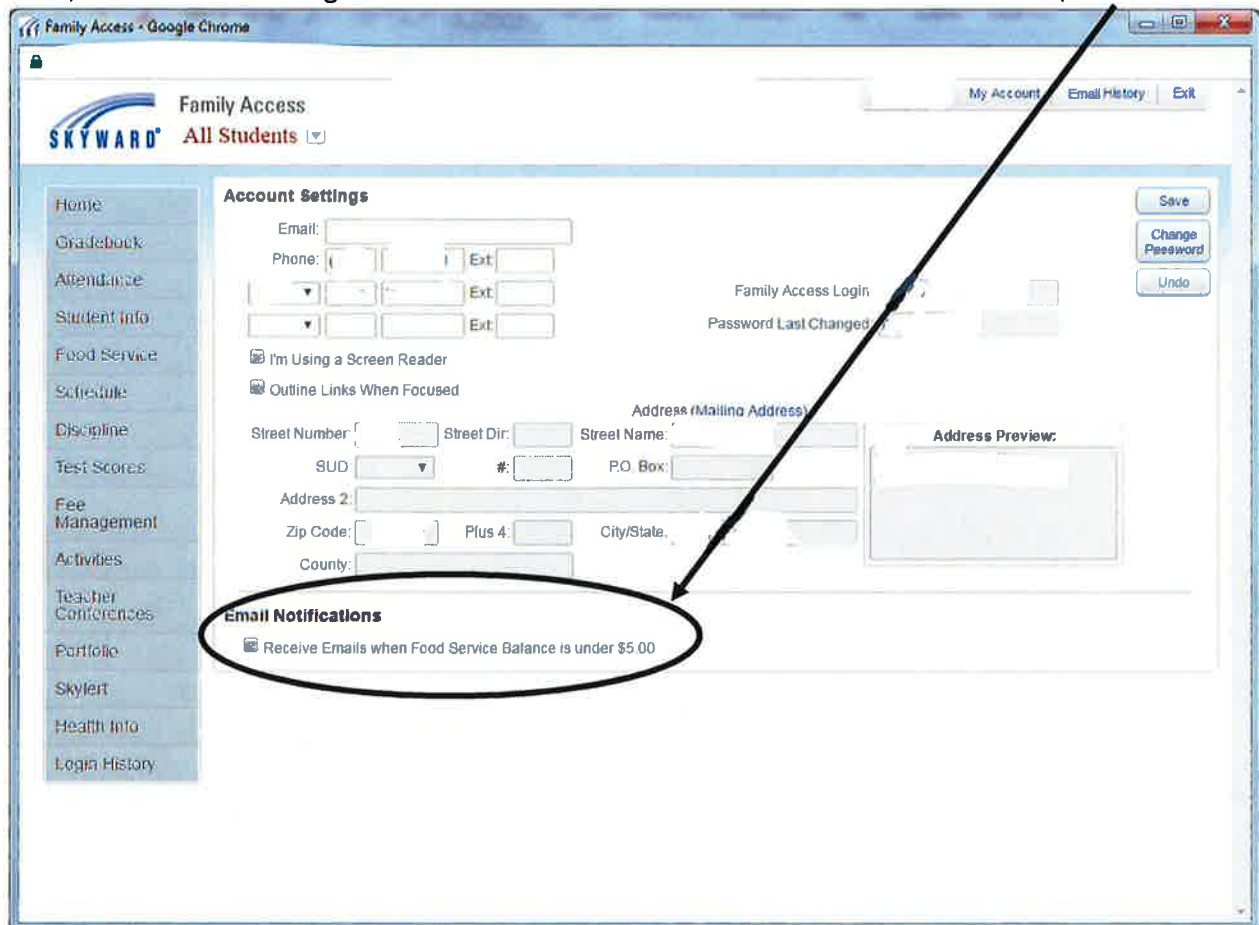 Family Access - Google Chrome
My Account Email History Exit
SKYWARD®
Family Access
All Students
Home
Gradebook
Attendance
Student Info
Food Service
Schedule
Discipline
Test Scores
Fee
Management
Activities
Teacher
Conferences
Portfolio
Skylert
Health Info
Login History
Account Settings
Save
Change
Password
Undo
Email:
Phone: ( Ext:
Ext:
Ext:
Family Access Login
Password Last Changed:
I'm Using a Screen Reader
Outline Links When Focused
Address (Mailing Address)
Street Number: Street Dir: Street Name:
SUD: #: P.O. Box:
Address 2:
Zip Code: Plus 4: City/State:
County:
Address Preview:
Email Notifications
Receive Emails when Food Service Balance is under $5.00